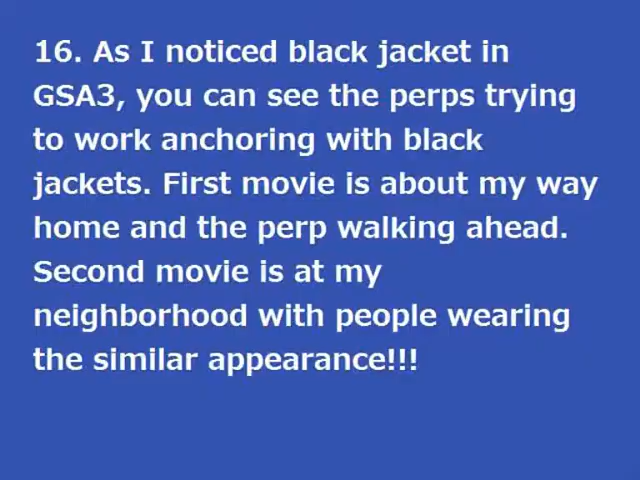 16. As I noticed black jacket in
GSA3, you can see the perps trying
to work anchoring with black
jackets. First movie is about my way
home and the perp walking ahead.
Second movie is at my
neighborhood with people wearing
the similar appearance!!!